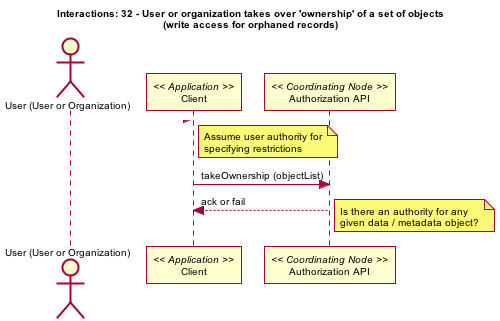 Interactions: 32 - User or organization takes over 'ownership' of a set of objects
(write access for orphaned records)
<< Application >>
Client
<< Coordinating Node >>
Authorization API
User (User or Organization)
Assume user authority for
specifying restrictions
takeOwnership (objectList)
ack or fail
Is there an authority for any
given data / metadata object?
User (User or Organization)
<< Application >>
Client
<< Coordinating Node >>
Authorization API